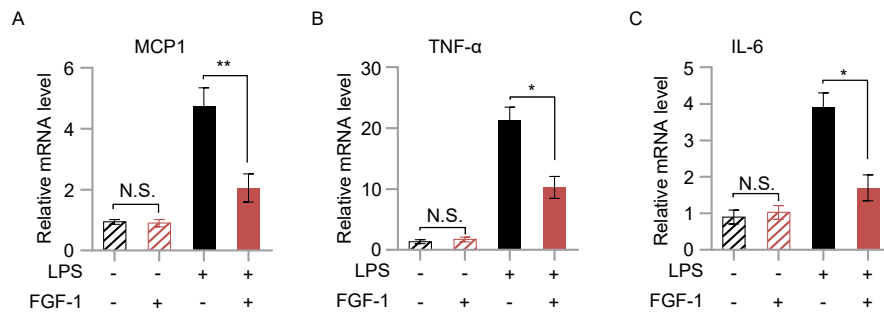 A
MCP1
Relative mRNA level
6
4
2
0
N.S.
**
LPS - - + +
FGF-1 - + - +
B
TNF-α
Relative mRNA level
30
20
10
0
N.S.
*
LPS - - + +
FGF-1 - + - +
C
IL-6
Relative mRNA level
5
4
3
2
1
0
N.S.
*
LPS - - + +
FGF-1 - + - +